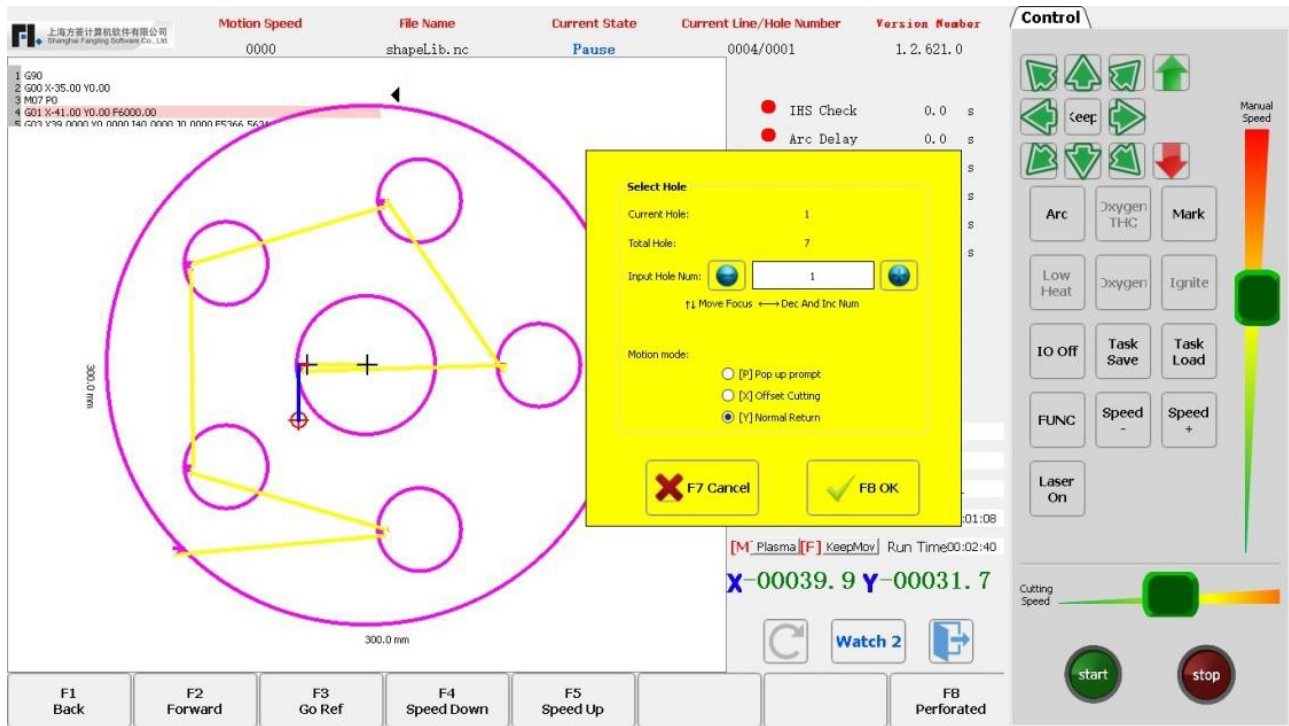 上海方菱计算机软件有限公司
Shanghai Fangling Software Co., Ltd.
Motion Speed
0000
File Name
shapeLib.nc
Current State
Pause
Current Line/Hole Number
0004/0001
Version Number
1.2.621.0
1 G90
2 G00 X-35.00 Y0.00
3 M07 P0
4 G01 X-41.00 Y0.00 F6000.00
300.0 mm
300.0 mm
IHS Check 0.0 s
Arc Delay 0.0 s
s
s
s
s
Select Hole
Current Hole: 1
Total Hole: 7
Input Hole Num: 1
↑↓ Move Focus ←→ Dec And Inc Num
Motion mode:
[P] Pop up prompt
[X] Offset Cutting
[Y] Normal Return
F7 Cancel
F8 OK
:01:08
[M] Plasma [F] KeepMov Run Time00:02:40
X-00039.9 Y-00031.7
Watch 2
F1 Back
F2 Forward
F3 Go Ref
F4 Speed Down
F5 Speed Up
F8 Perforated
Control
Manual Speed
Arc
Oxygen THC
Mark
Low Heat
Oxygen
Ignite
IO Off
Task Save
Task Load
FUNC
Speed -
Speed +
Laser On
Cutting Speed
start
stop